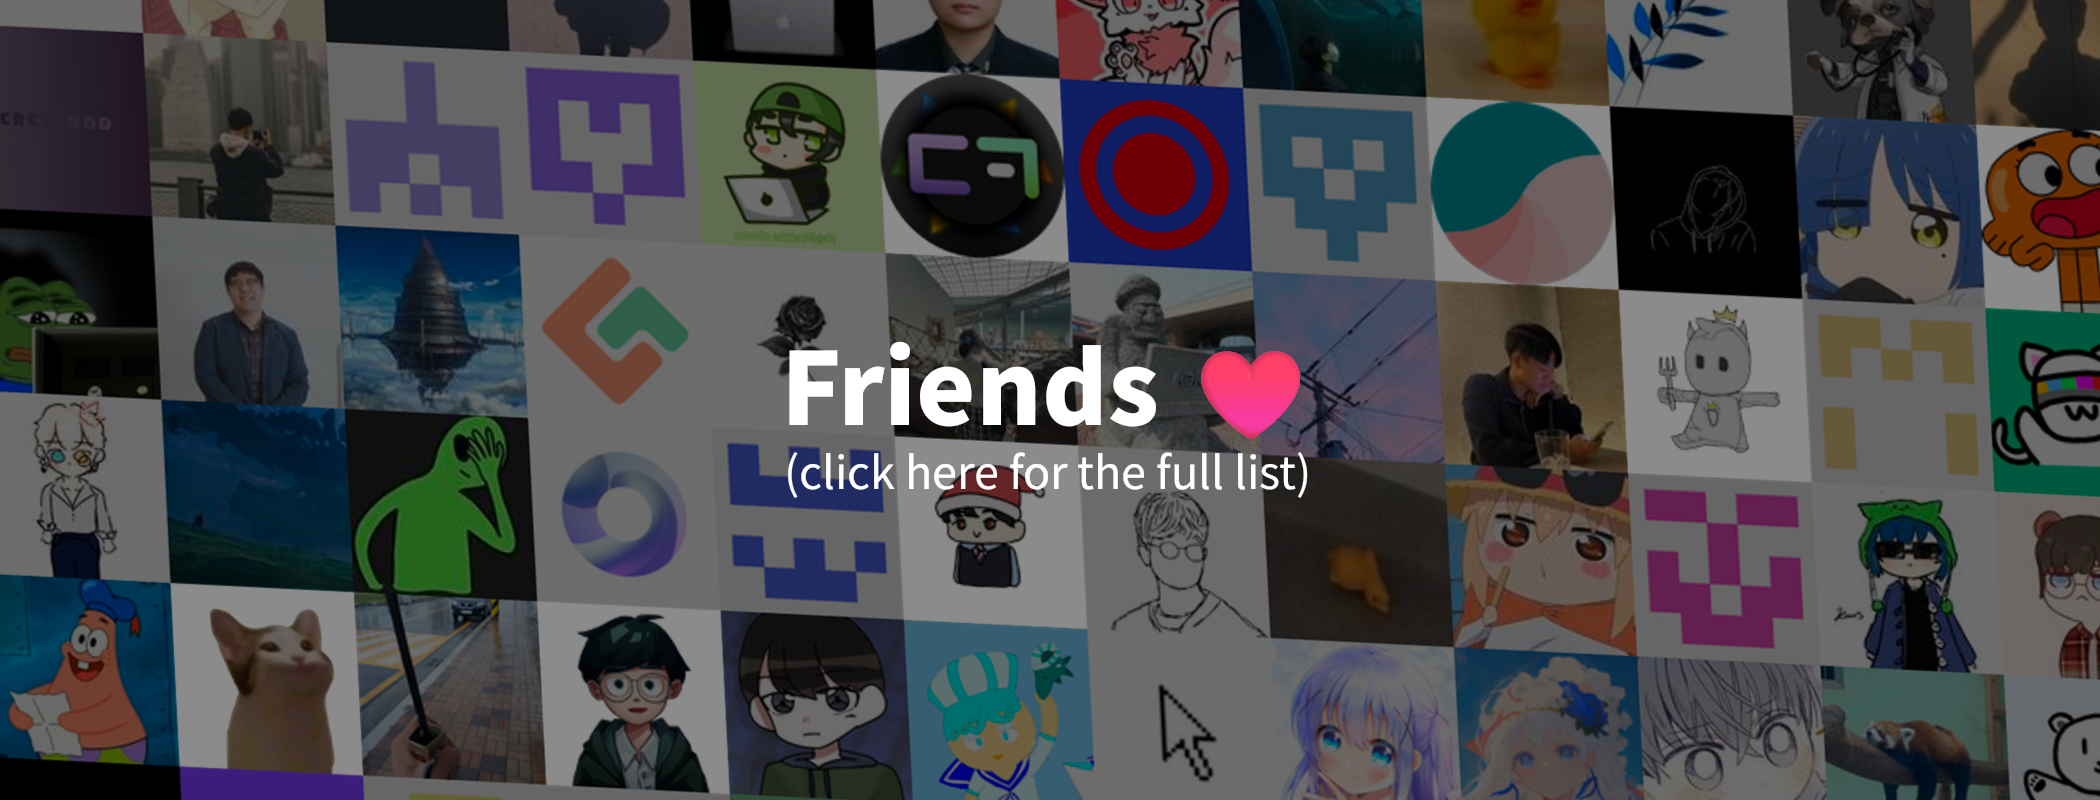 Friends ❤
(click here for the full list)